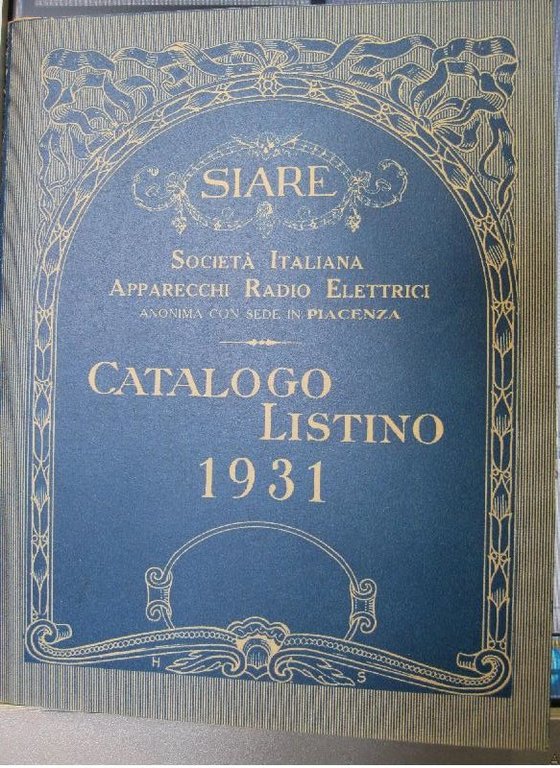 SIARE
SOCIETÀ ITALIANA
APPARECCHI RADIO ELETTRICI
ANONIMA CON SEDE IN PIACENZA
CATALOGO
LISTINO
1931
H S